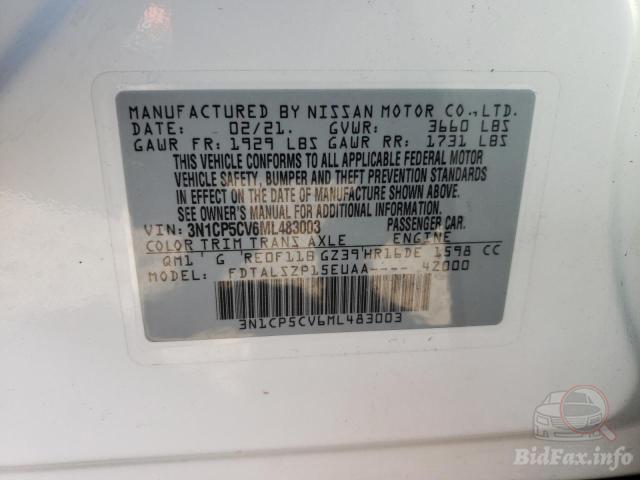 MANUFACTURED BY NISSAN MOTOR CO.,LTD.
DATE: 02/21. GVWR: 3660 LBS
GAWR FR: 1929 LBS GAWR RR: 1731 LBS
THIS VEHICLE CONFORMS TO ALL APPLICABLE FEDERAL MOTOR
VEHICLE SAFETY, BUMPER AND THEFT PREVENTION STANDARDS
IN EFFECT ON THE DATE OF MANUFACTURE SHOWN ABOVE.
SEE OWNER'S MANUAL FOR ADDITIONAL INFORMATION.
VIN: 3N1CP5CV6ML483003 PASSENGER CAR.
COLOR TRIM TRANS AXLE ENGINE
QM1 G RE0F11B GZ39 HR16DE 1598 CC
MODEL FDTALSZP15EUAA---- 42000
3N1CP5CV6ML483003
BidFax.info